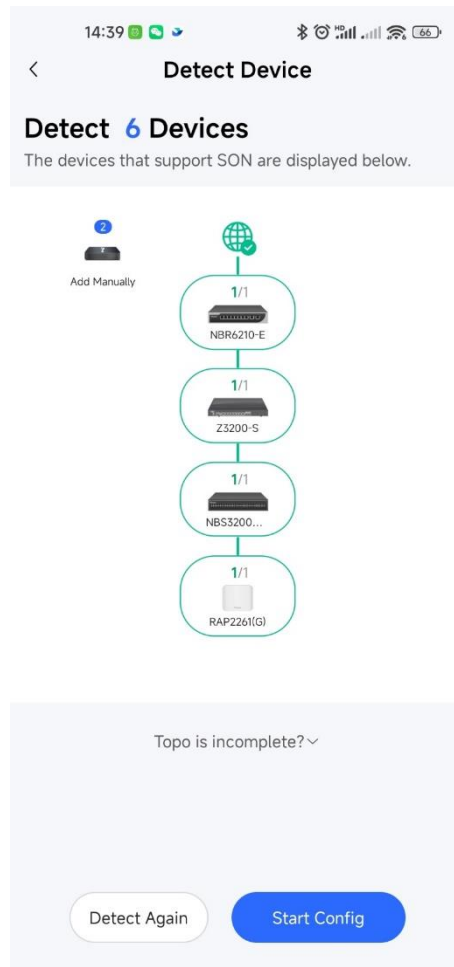 14:39
HD
66
Detect Device
Detect 6 Devices
The devices that support SON are displayed below.
2
Add Manually
1/1
NBR6210-E
1/1
Z3200-S
1/1
NBS3200...
1/1
RAP2261(G)
Topo is incomplete?
Detect Again
Start Config